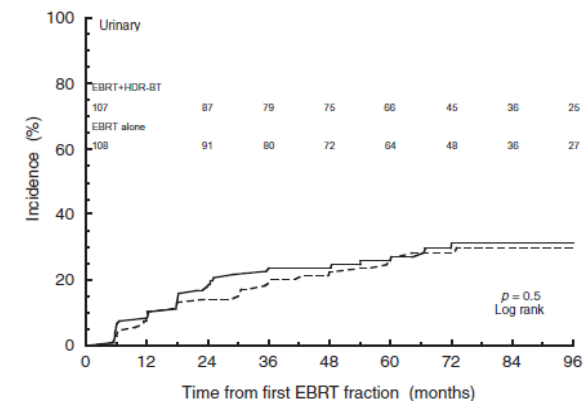 100
Urinary
80
EBRT+HDR-BT
107 87 79 75 66 45 36 25
EBRT alone
60
108 91 80 72 64 48 36 27
Incidence (%)
40
20
p = 0.5
Log rank
0
0 12 24 36 48 60 72 84 96
Time from first EBRT fraction (months)